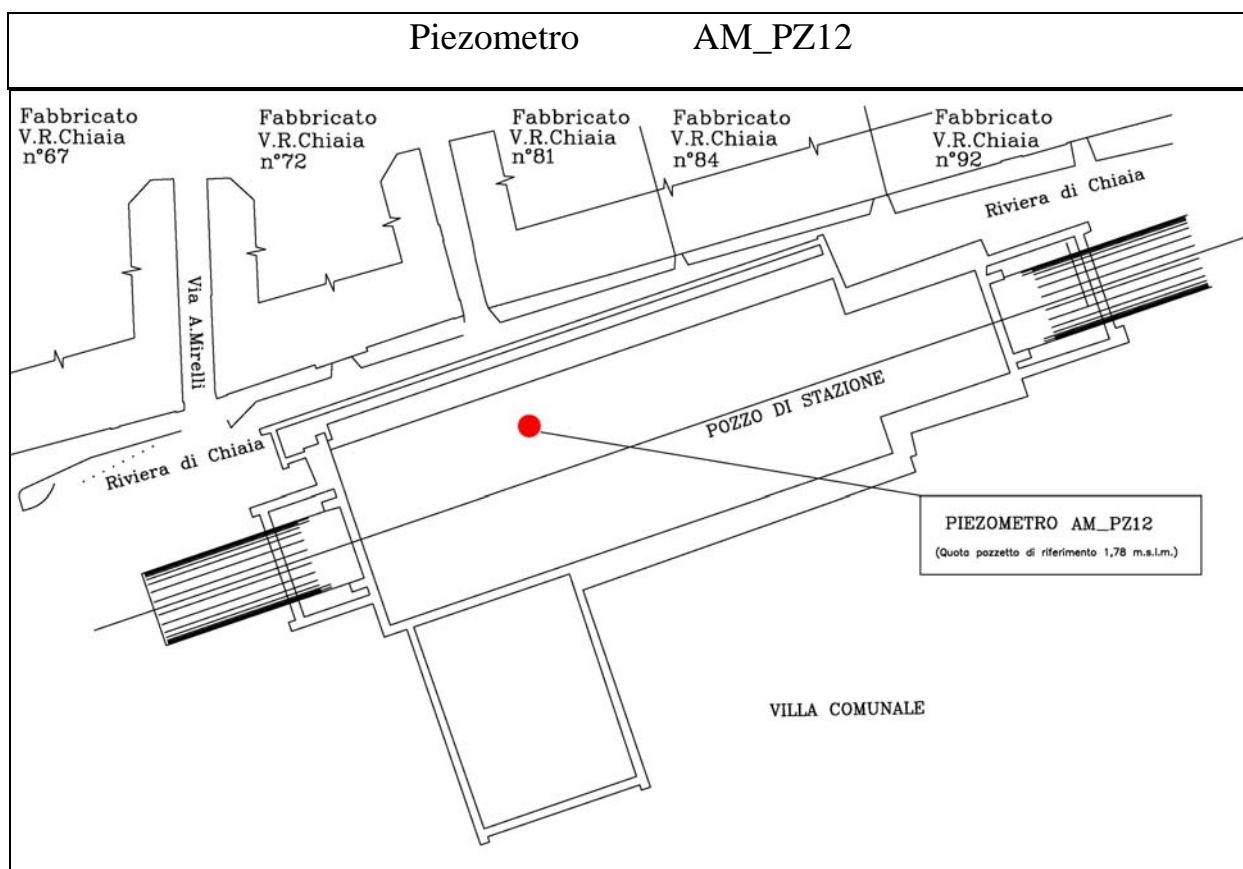 Piezometro AM_PZ12
Fabbricato
V.R.Chiaia
n°67
Fabbricato
V.R.Chiaia
n°72
Fabbricato
V.R.Chiaia
n°81
Fabbricato
V.R.Chiaia
n°84
Fabbricato
V.R.Chiaia
n°92
Riviera di Chiaia
Via A.Mirelli
POZZO DI STAZIONE
Riviera di Chiaia
PIEZOMETRO AM_PZ12
(Quota pozzetto di riferimento 1,78 m.s.l.m.)
VILLA COMUNALE